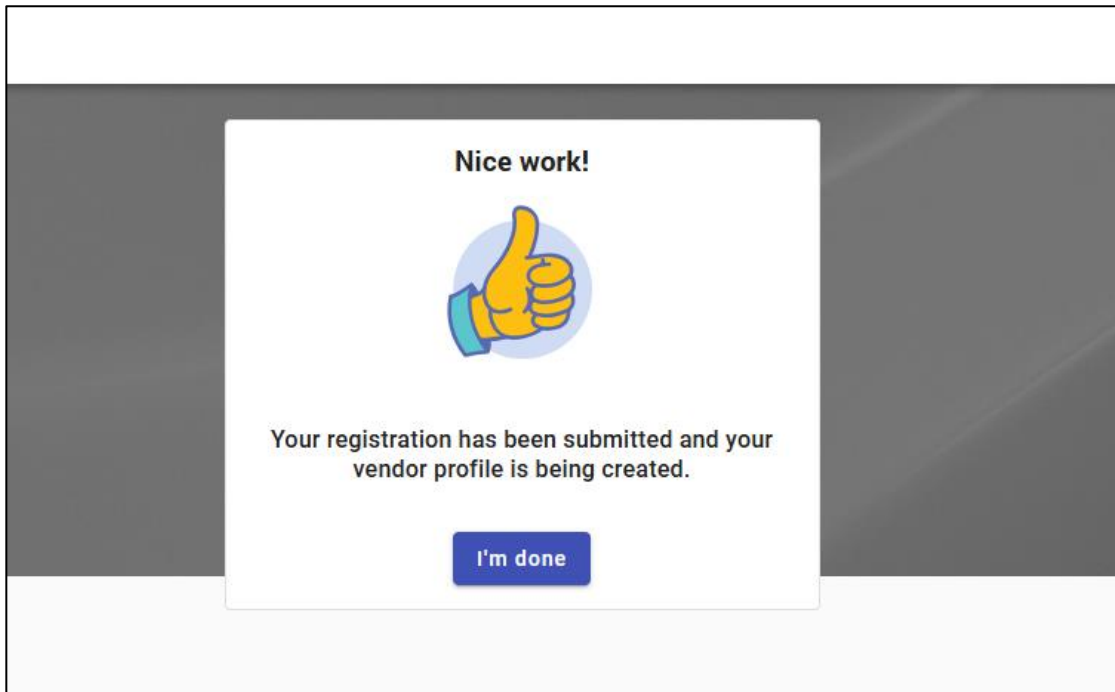 Nice work!
Your registration has been submitted and your
vendor profile is being created.
I'm done